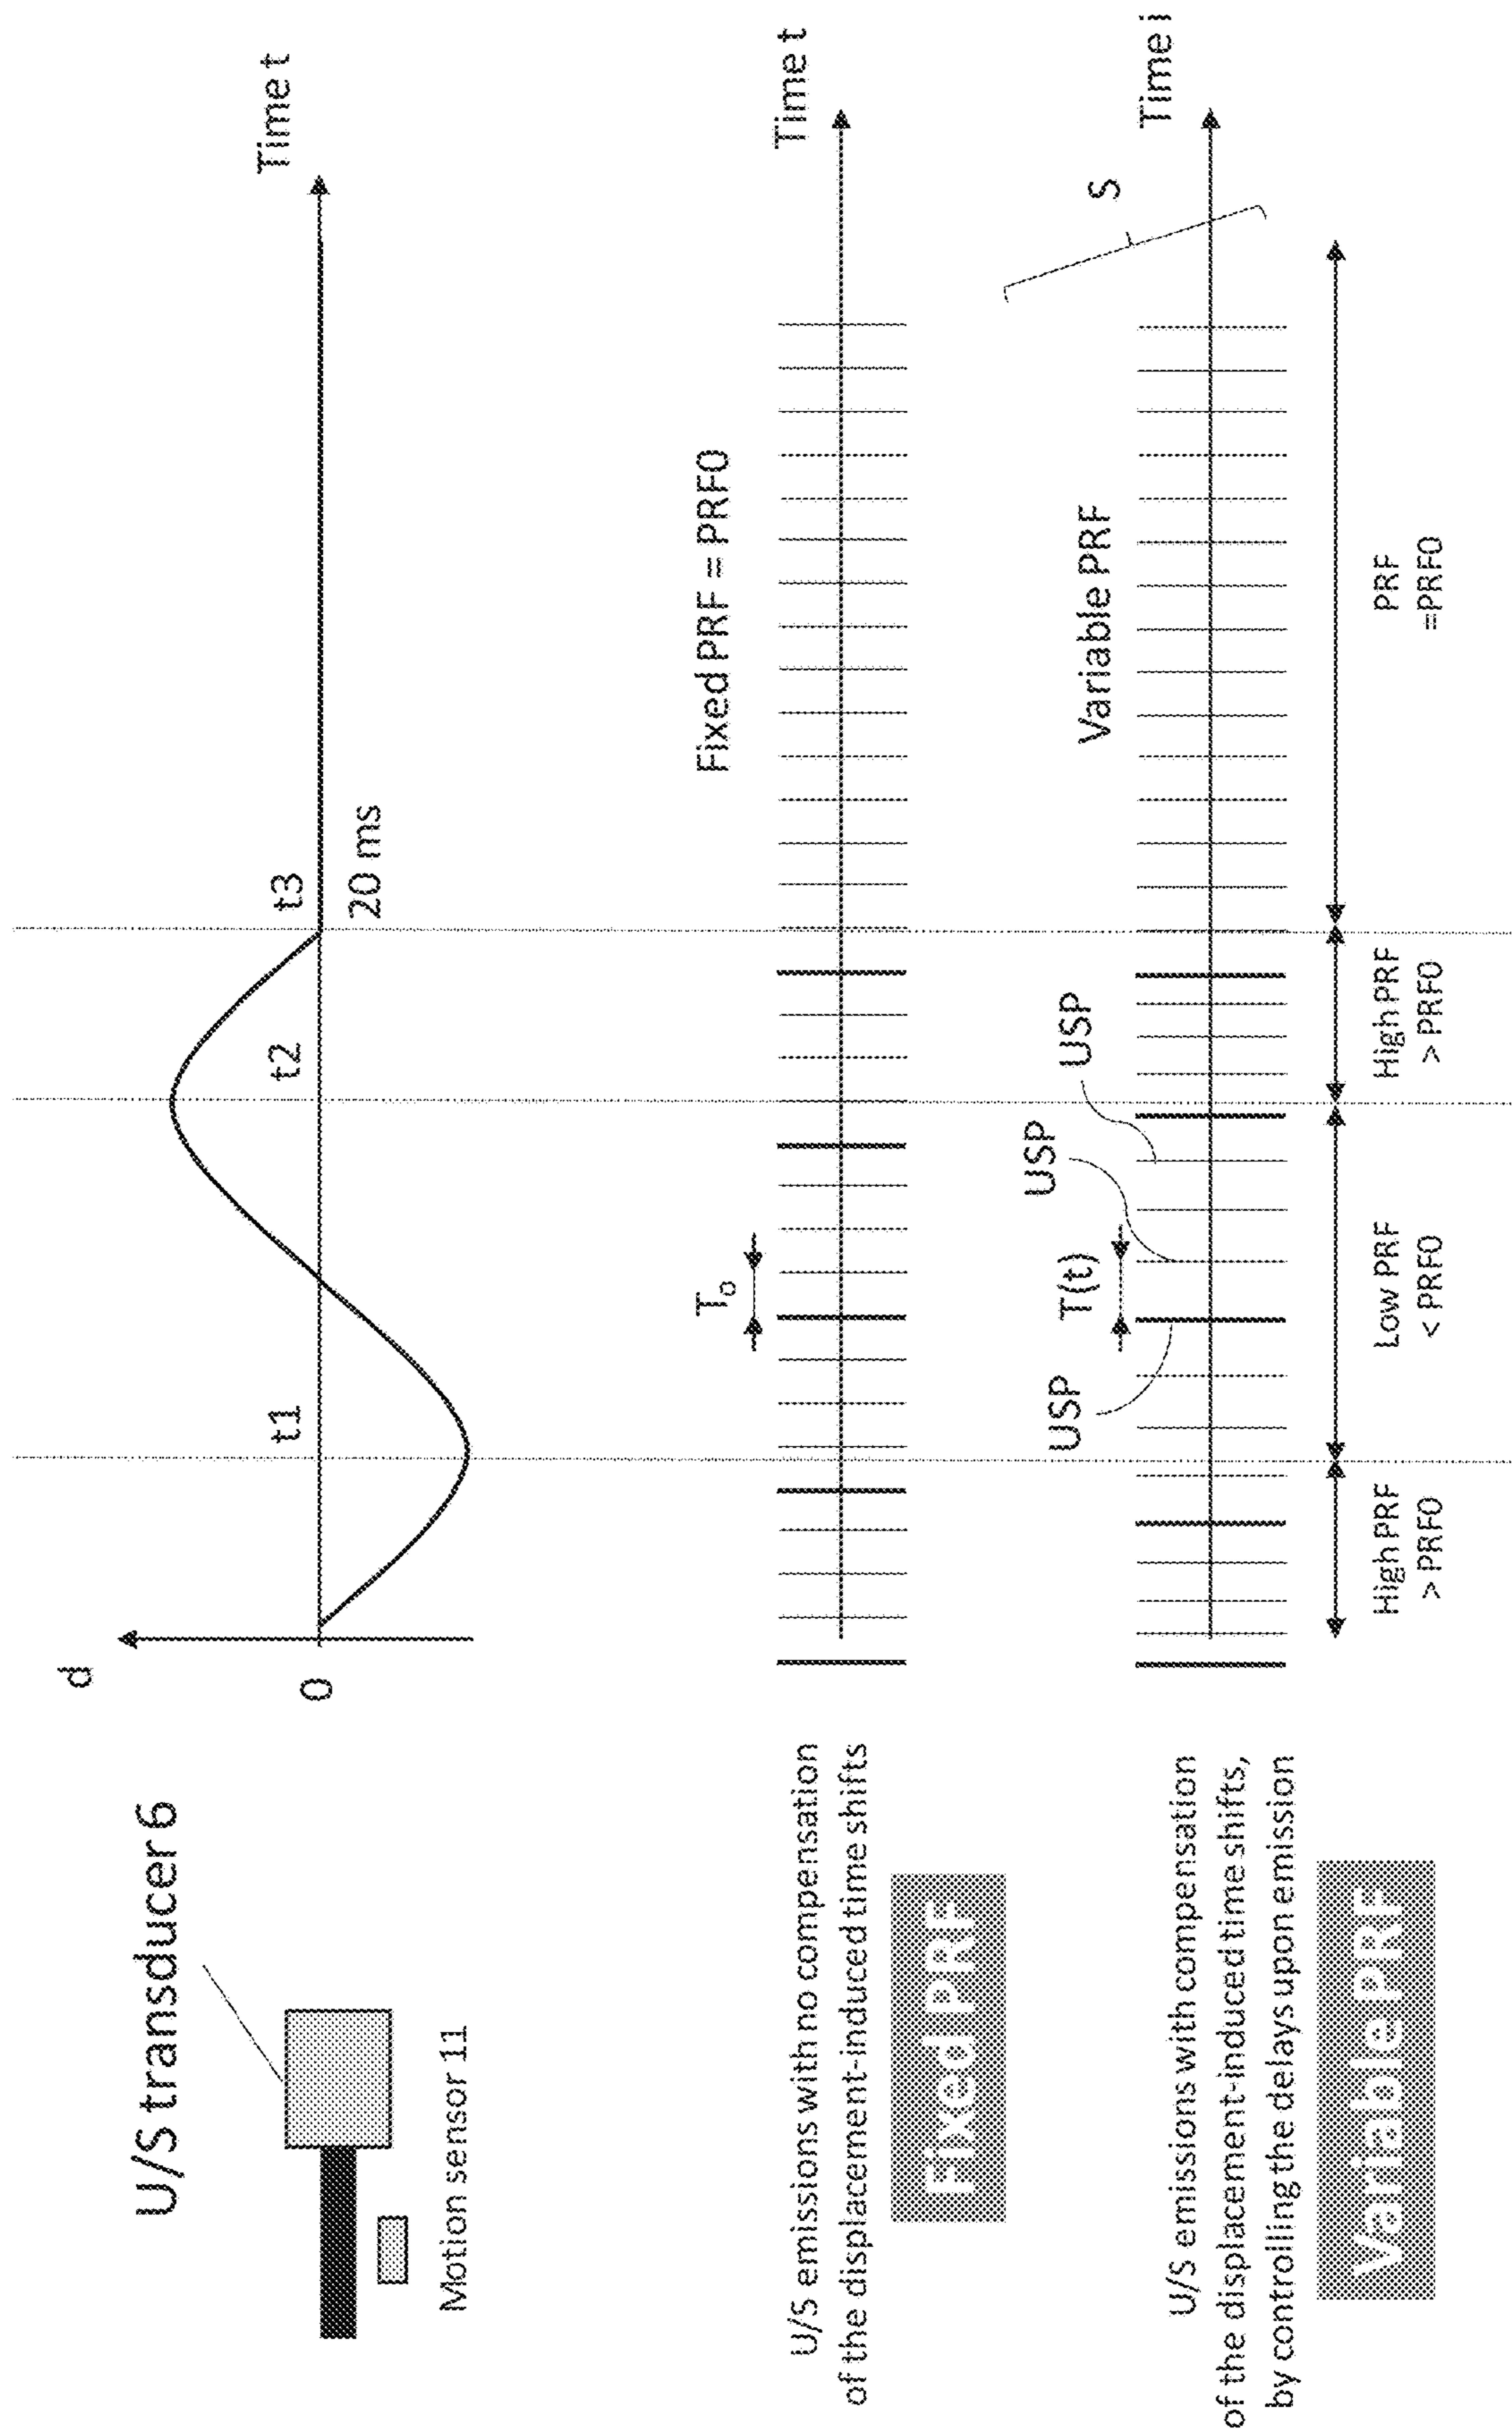 U/S transducer 6
Motion sensor 11
d
0
t1
t2
t3
20 ms
Time t
U/S emissions with no compensation
of the displacement-induced time shifts
Fixed PRF
T₀
Fixed PRF = PRF0
Time t
U/S emissions with compensation
of the displacement-induced time shifts,
by controlling the delays upon emission
Variable PRF
USP
T(t)
USP
USP
Variable PRF
S
Time i
High PRF
> PRF0
Low PRF
< PRF0
High PRF
> PRF0
PRF
=PRF0